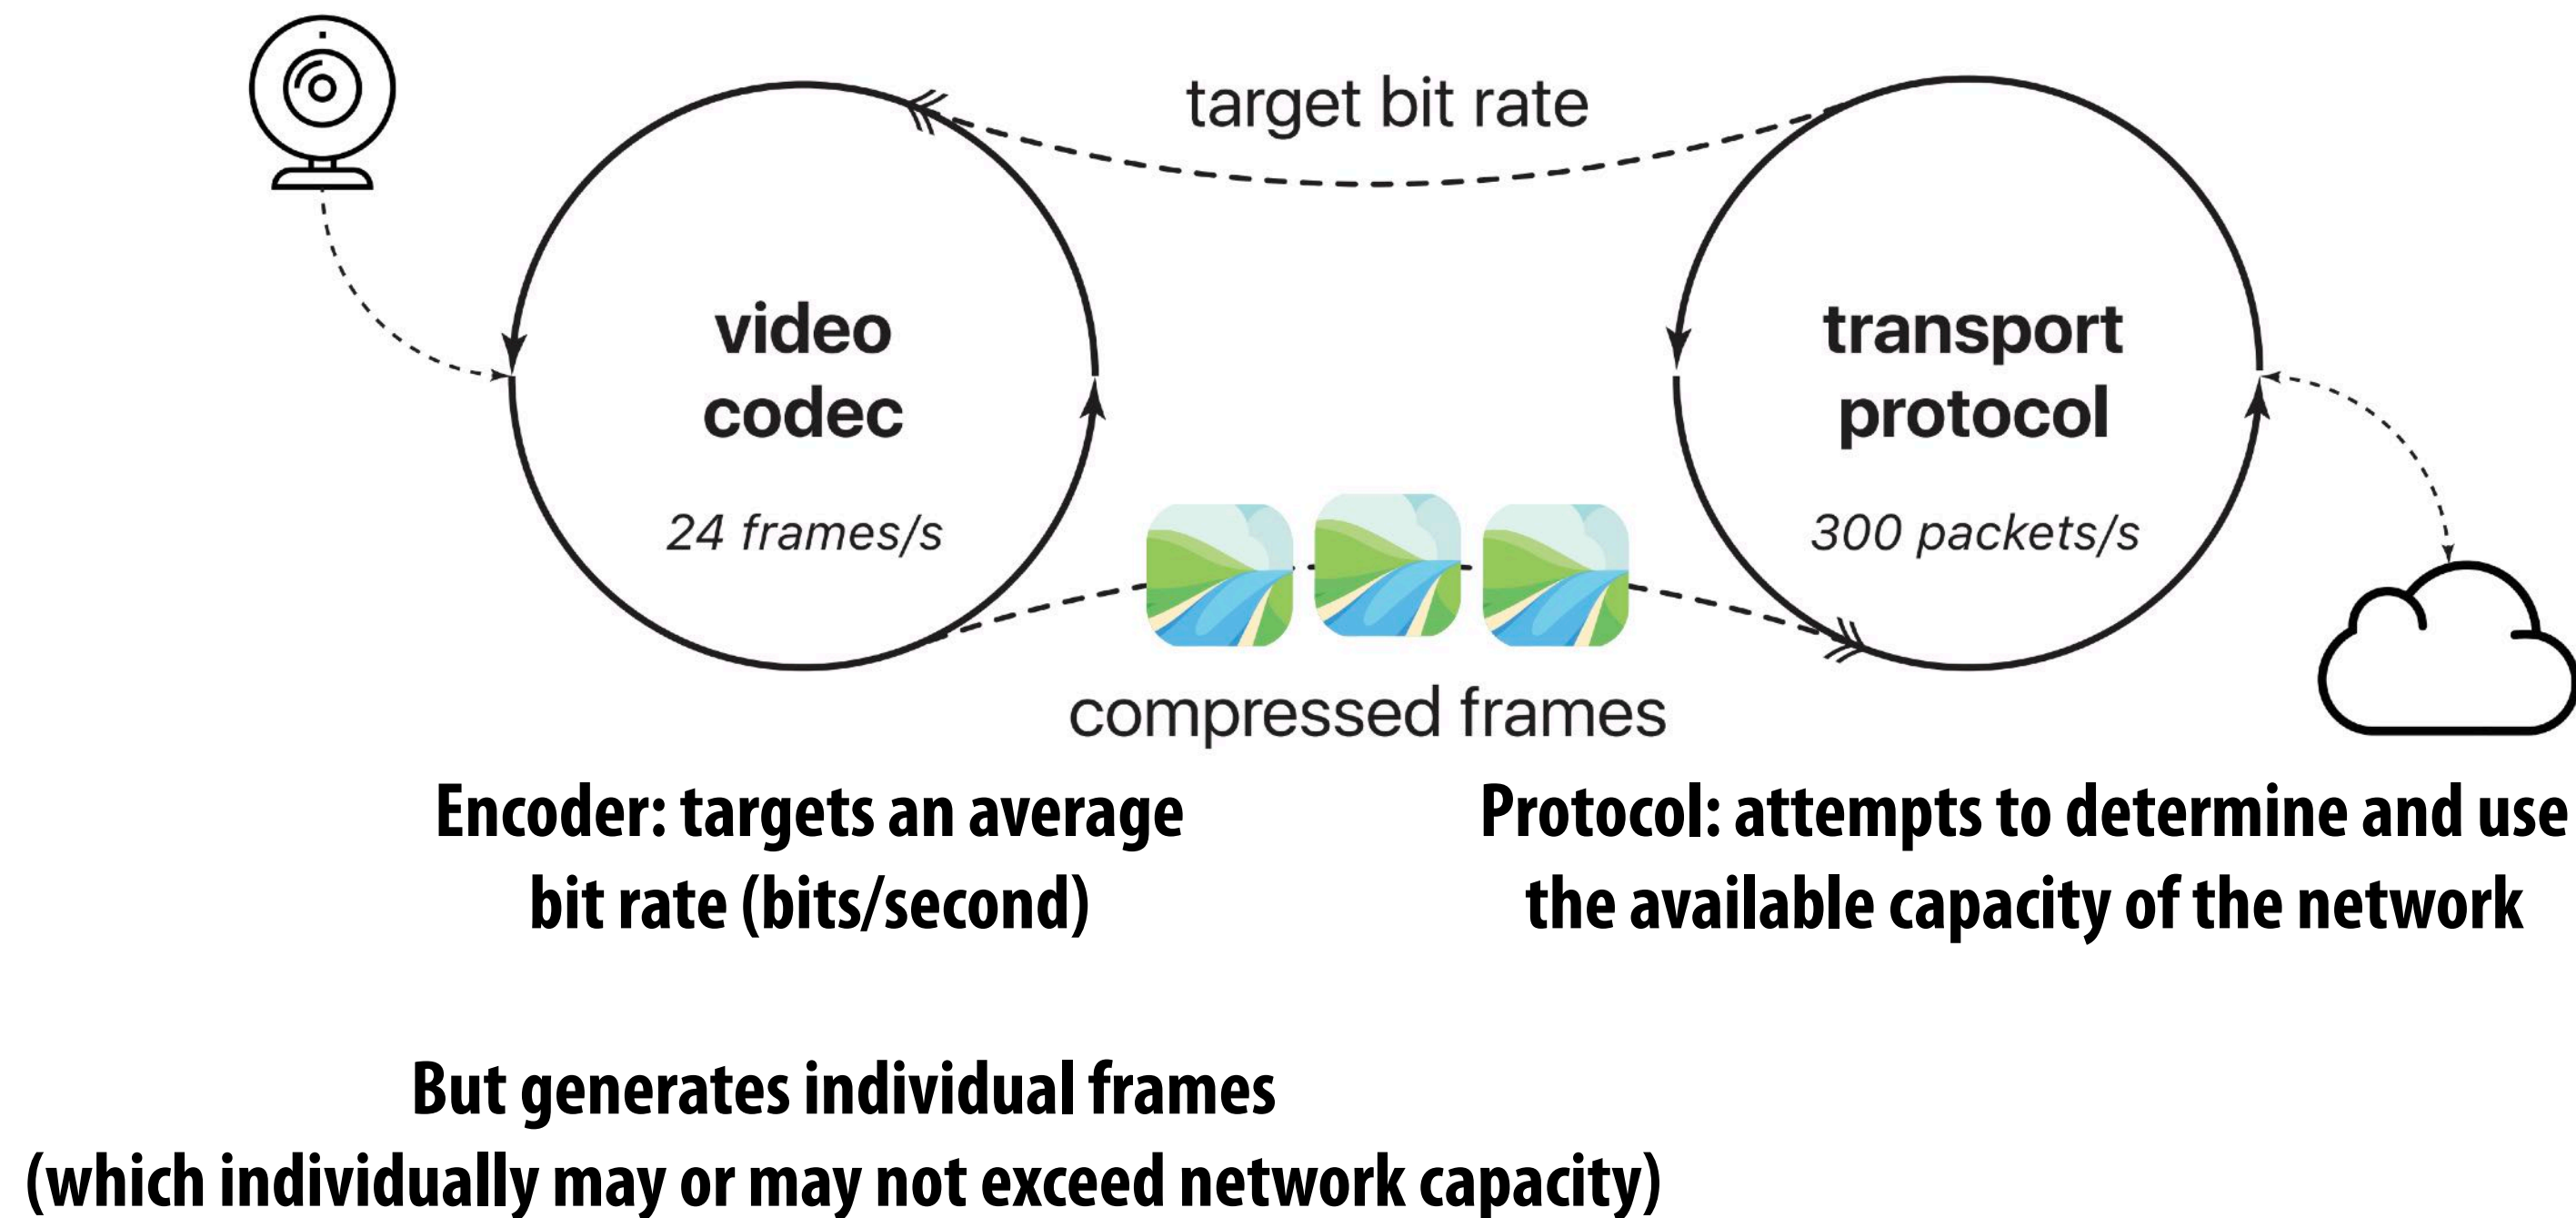 target bit rate
video
codec
24 frames/s
transport
protocol
300 packets/s
compressed frames
Encoder: targets an average
bit rate (bits/second)
Protocol: attempts to determine and use
the available capacity of the network
But generates individual frames
(which individually may or may not exceed network capacity)